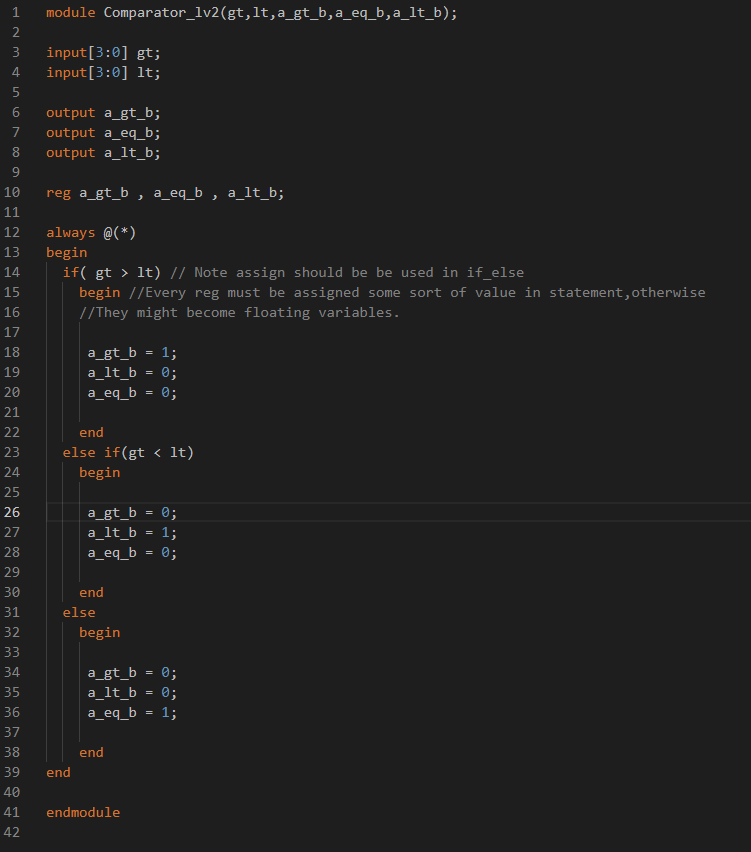 1 module Comparator_lv2(gt,lt,a_gt_b,a_eq_b,a_lt_b);
2
3 input[3:0] gt;
4 input[3:0] lt;
5
6 output a_gt_b;
7 output a_eq_b;
8 output a_lt_b;
9
10 reg a_gt_b , a_eq_b , a_lt_b;
11
12 always @(*)
13 begin
14 if( gt > lt) // Note assign should be be used in if_else
15 begin //Every reg must be assigned some sort of value in statement,otherwise
16 //They might become floating variables.
17
18 a_gt_b = 1;
19 a_lt_b = 0;
20 a_eq_b = 0;
21
22 end
23 else if(gt < lt)
24 begin
25
26 a_gt_b = 0;
27 a_lt_b = 1;
28 a_eq_b = 0;
29
30 end
31 else
32 begin
33
34 a_gt_b = 0;
35 a_lt_b = 0;
36 a_eq_b = 1;
37
38 end
39 end
40
41 endmodule
42